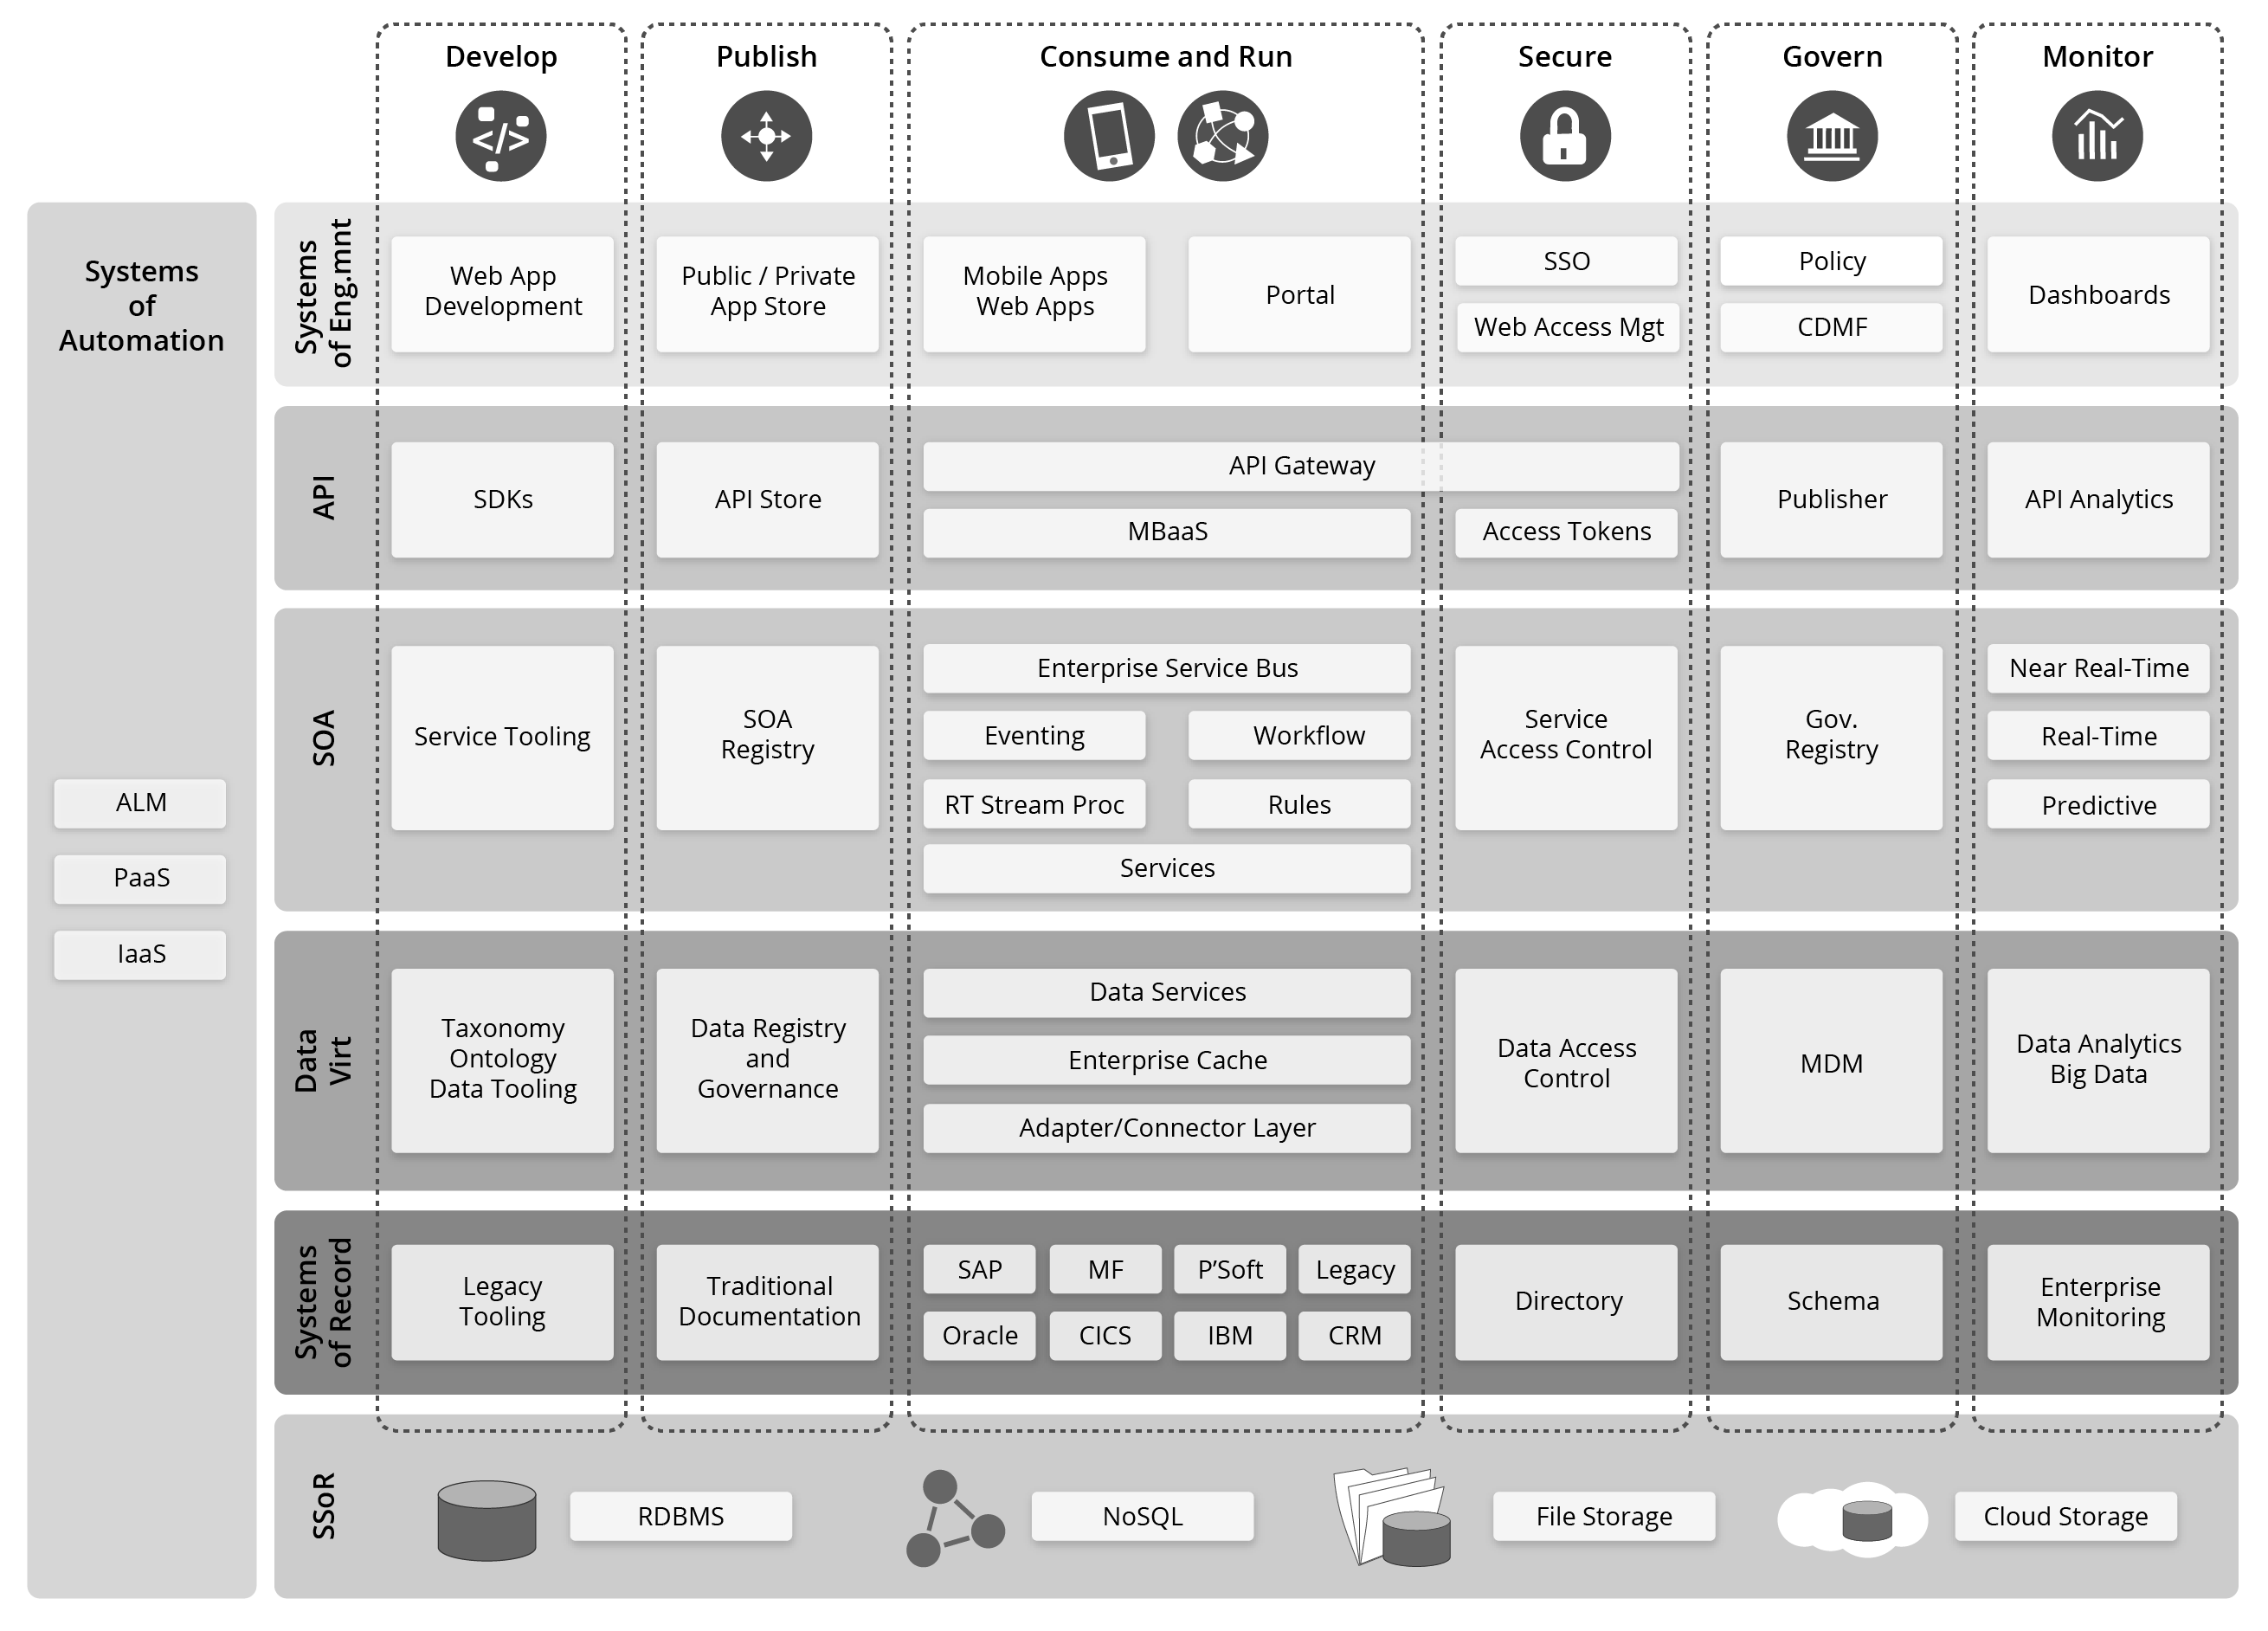 Develop
Publish
Consume and Run
Secure
Govern
Monitor
Systems
of
Automation
ALM
PaaS
IaaS
Systems
of Eng.mnt
Web App
Development
Public / Private
App Store
Mobile Apps
Web Apps
Portal
SSO
Web Access Mgt
Policy
CDMF
Dashboards
API
SDKs
API Store
API Gateway
MBaaS
Access Tokens
Publisher
API Analytics
SOA
Service Tooling
SOA
Registry
Enterprise Service Bus
Eventing
Workflow
RT Stream Proc
Rules
Services
Service
Access Control
Gov.
Registry
Near Real-Time
Real-Time
Predictive
Data
Virt
Taxonomy
Ontology
Data Tooling
Data Registry
and
Governance
Data Services
Enterprise Cache
Adapter/Connector Layer
Data Access
Control
MDM
Data Analytics
Big Data
Systems
of Record
Legacy
Tooling
Traditional
Documentation
SAP
MF
P’Soft
Legacy
Oracle
CICS
IBM
CRM
Directory
Schema
Enterprise
Monitoring
SSoR
RDBMS
NoSQL
File Storage
Cloud Storage